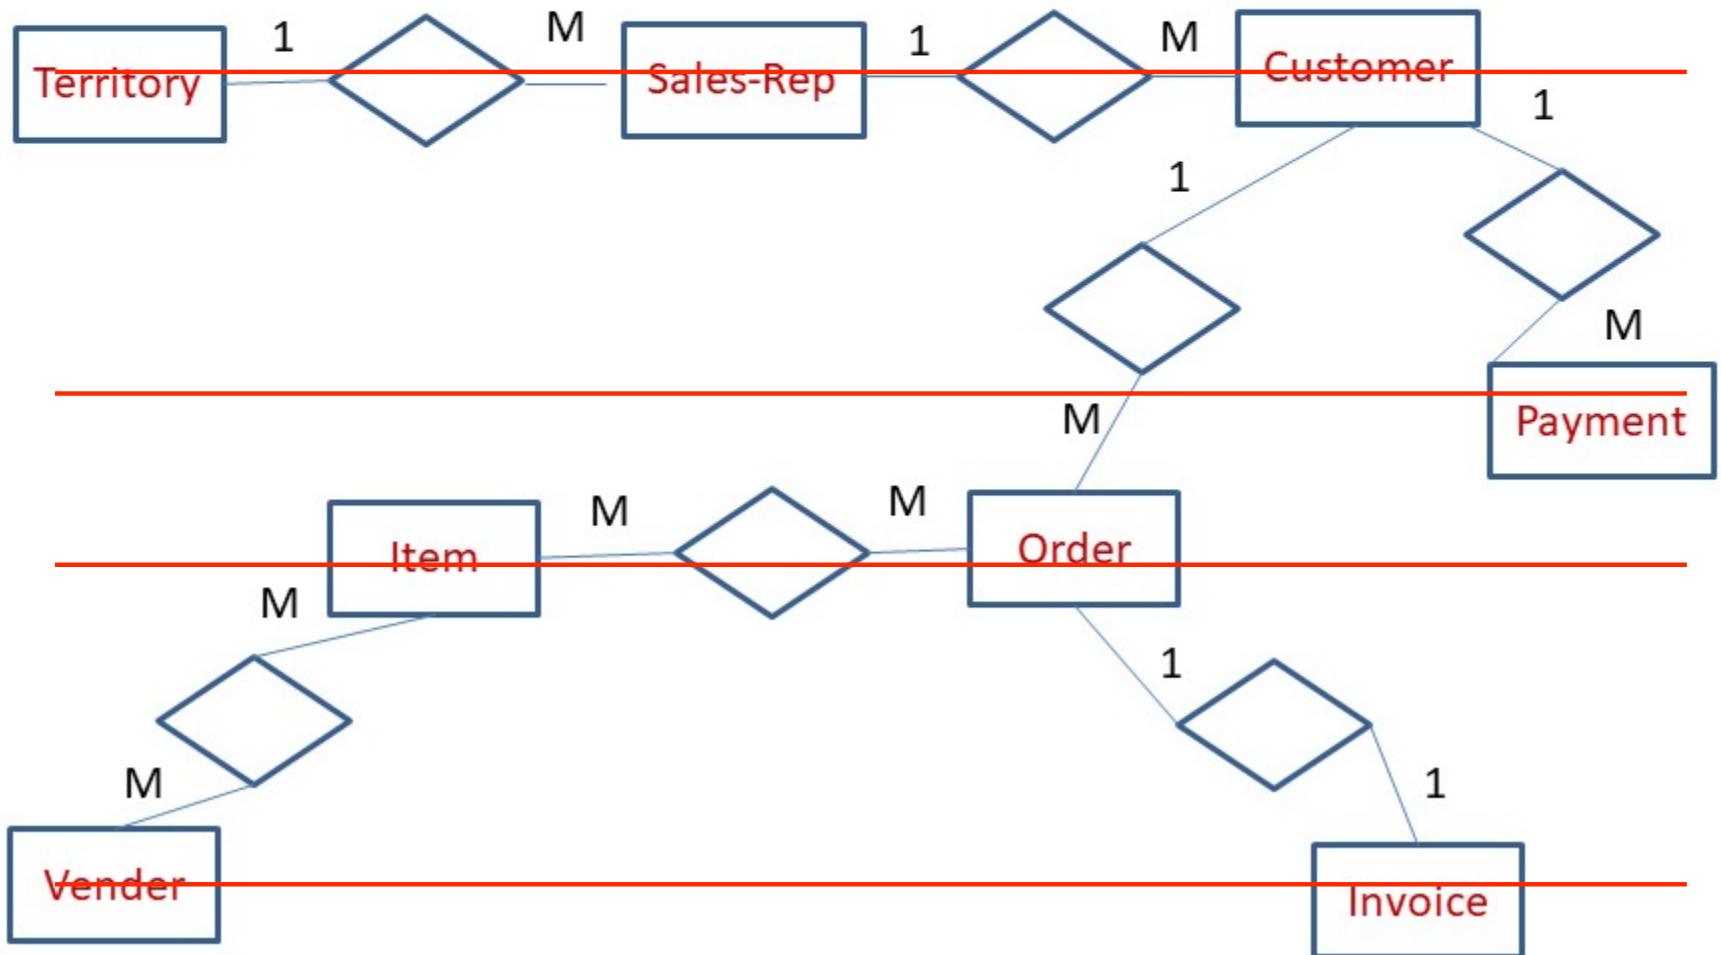 1 M 1 M
Territory Sales-Rep Customer
1
1
M
M Payment
M M
Item Order
M
1
M 1
Vender Invoice